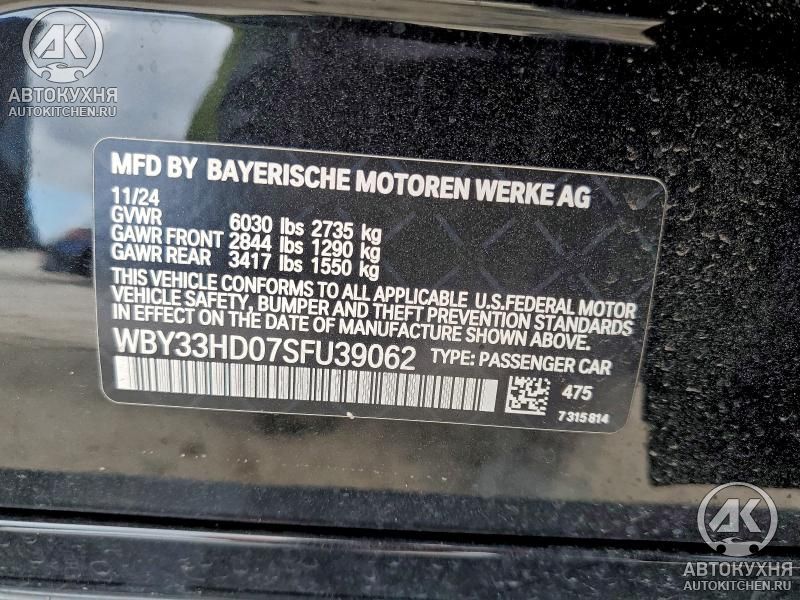 AK
АВТОКУХНЯ
AUTOKITCHEN.RU
MFD BY BAYERISCHE MOTOREN WERKE AG
11/24
GVWR 6030 lbs 2735 kg
GAWR FRONT 2844 lbs 1290 kg
GAWR REAR 3417 lbs 1550 kg
THIS VEHICLE CONFORMS TO ALL APPLICABLE U.S.FEDERAL MOTOR
VEHICLE SAFETY, BUMPER AND THEFT PREVENTION STANDARDS
IN EFFECT ON THE DATE OF MANUFACTURE SHOWN ABOVE.
WBY33HD07SFU39062 TYPE: PASSENGER CAR
475
7315814
AK
АВТОКУХНЯ
AUTOKITCHEN.RU